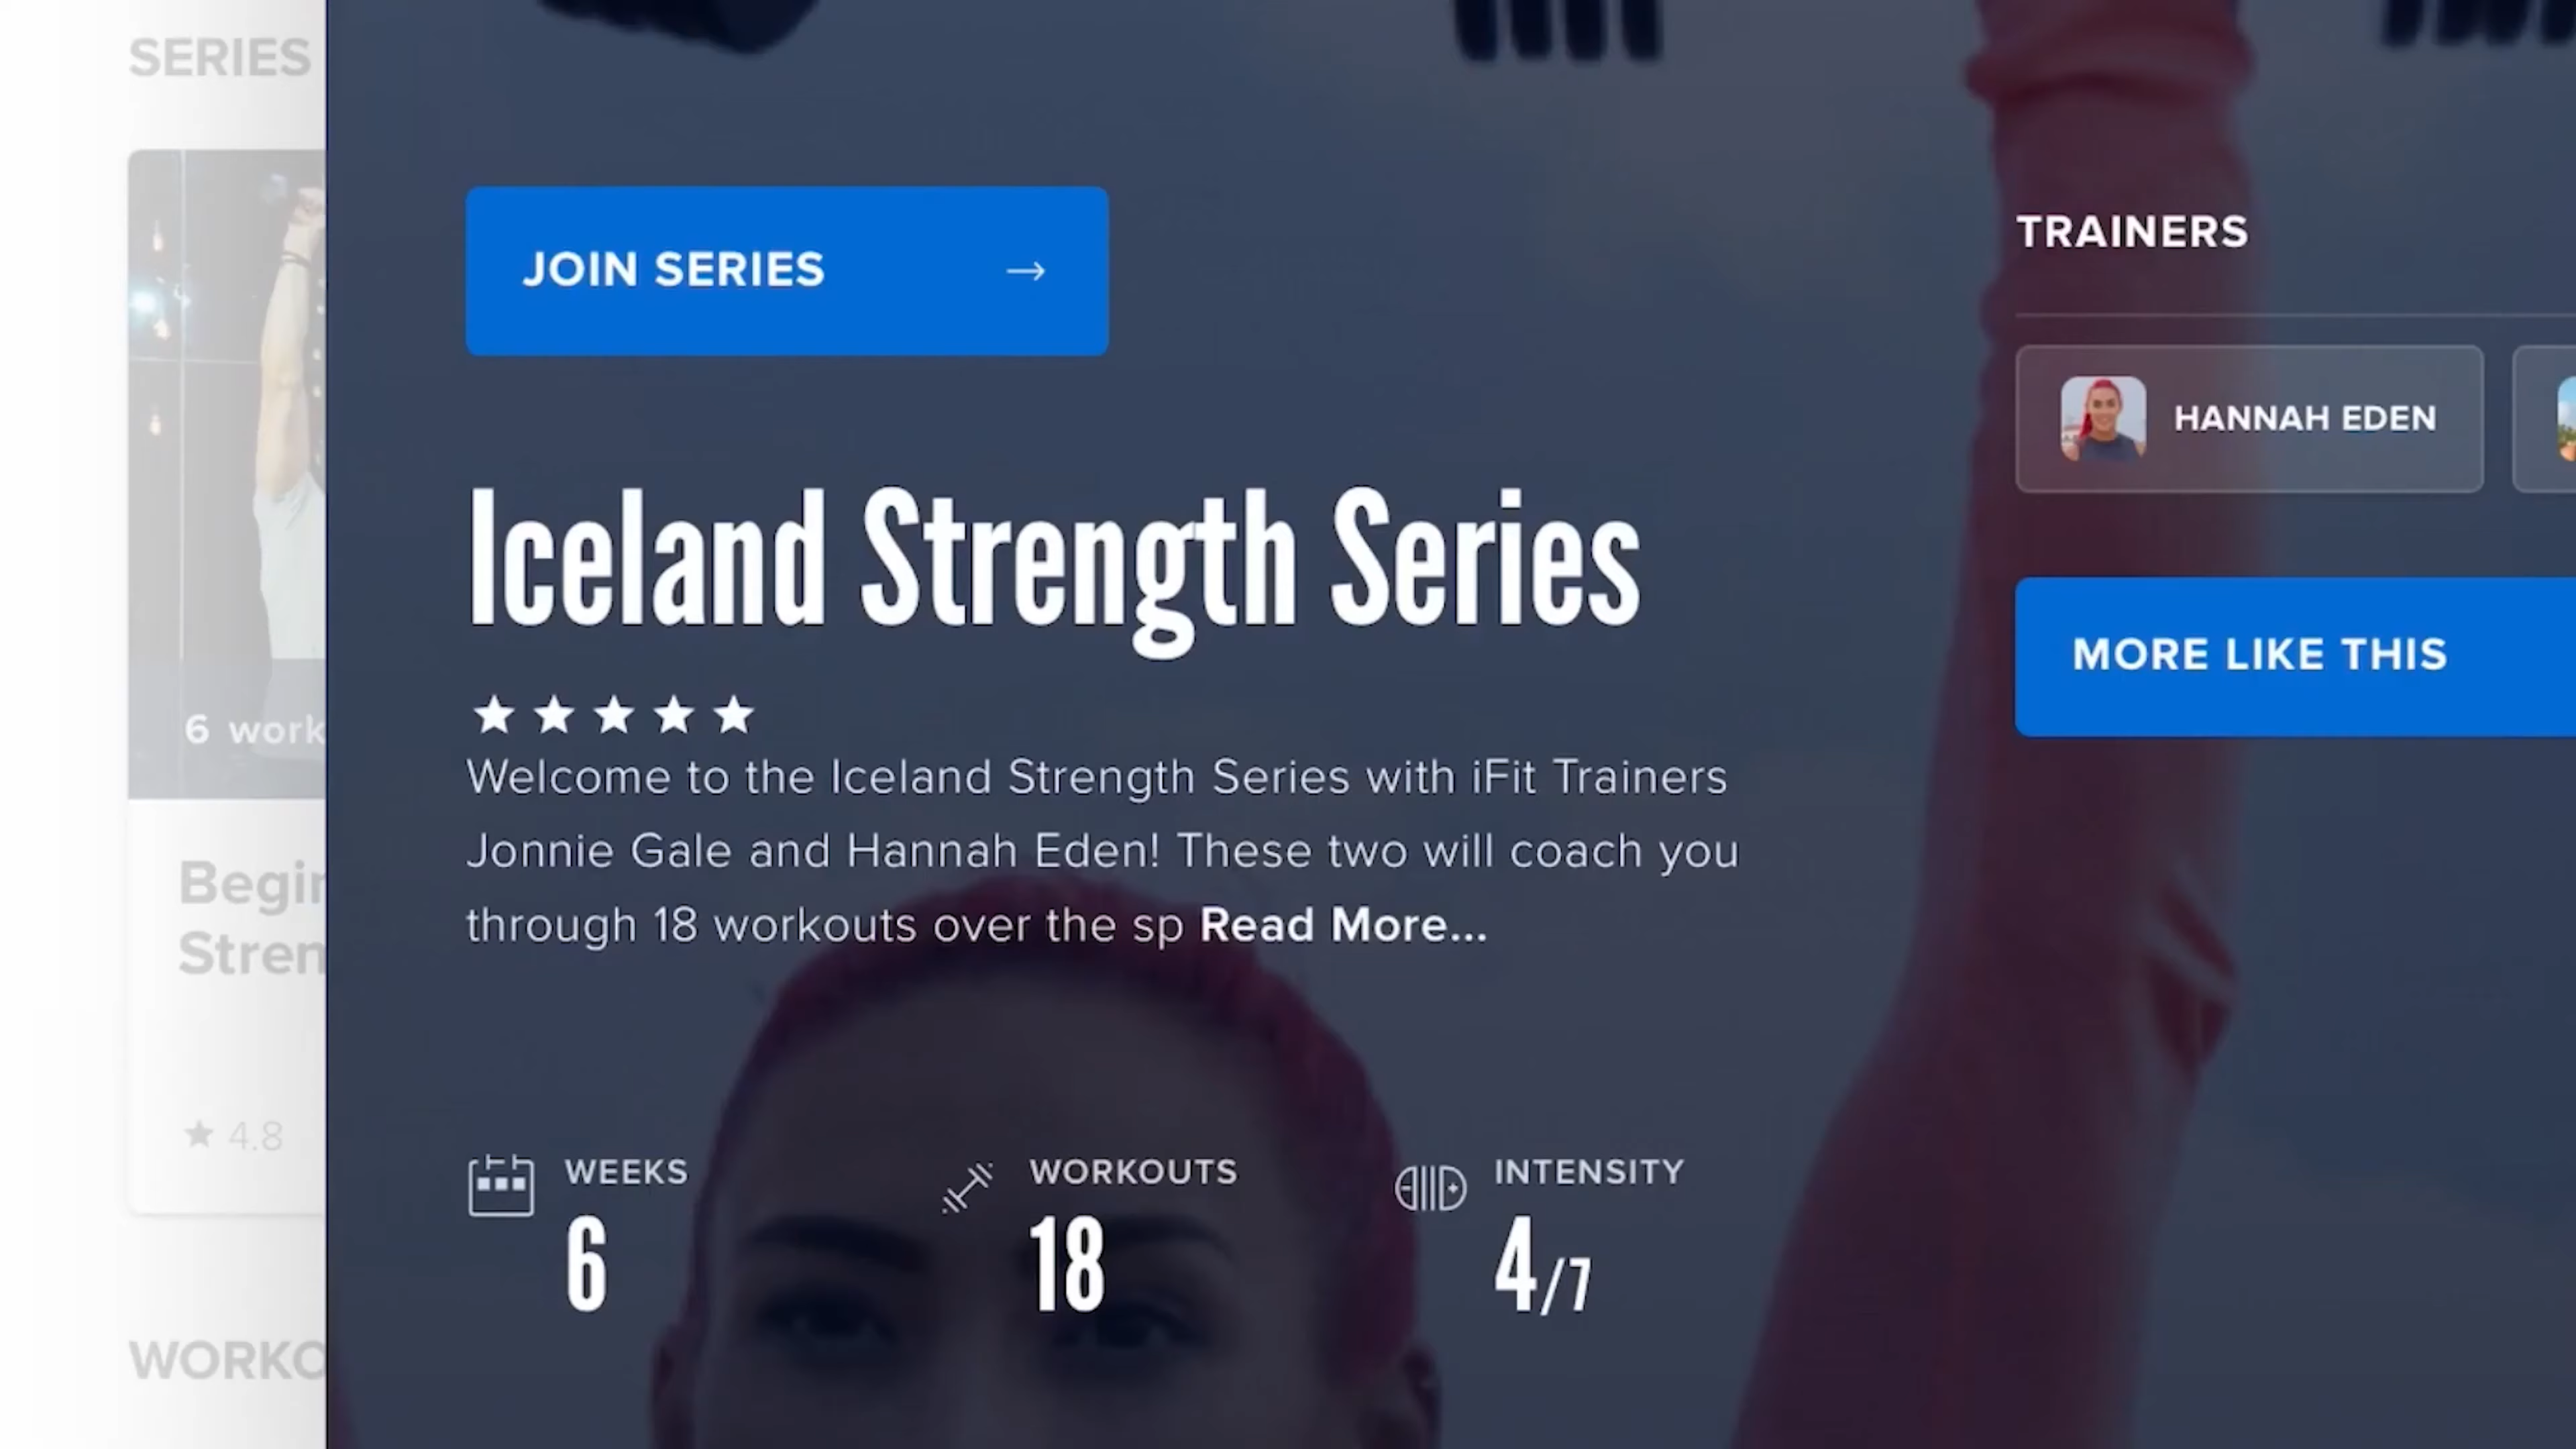 SERIES
6 work
Begin
Stren
4.8
WORKO
JOIN SERIES
Iceland Strength Series
Welcome to the Iceland Strength Series with iFit Trainers
Jonnie Gale and Hannah Eden! These two will coach you
through 18 workouts over the sp Read More...
WEEKS
6
WORKOUTS
18
INTENSITY
4/7
TRAINERS
HANNAH EDEN
MORE LIKE THIS